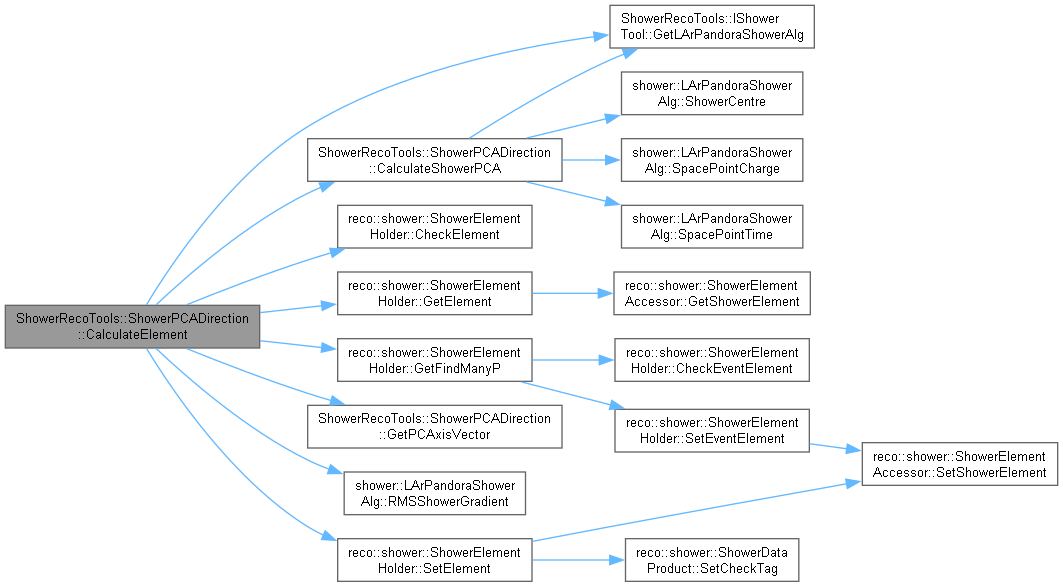 ShowerRecoTools::IShower
Tool::GetLArPandoraShowerAlg
shower::LArPandoraShower
Alg::ShowerCentre
ShowerRecoTools::ShowerPCADirection
::CalculateShowerPCA
shower::LArPandoraShower
Alg::SpacePointCharge
shower::LArPandoraShower
Alg::SpacePointTime
reco::shower::ShowerElement
Holder::CheckElement
reco::shower::ShowerElement
Holder::GetElement
reco::shower::ShowerElement
Accessor::GetShowerElement
ShowerRecoTools::ShowerPCADirection
::CalculateElement
reco::shower::ShowerElement
Holder::GetFindManyP
reco::shower::ShowerElement
Holder::CheckEventElement
ShowerRecoTools::ShowerPCADirection
::GetPCAxisVector
reco::shower::ShowerElement
Holder::SetEventElement
reco::shower::ShowerElement
Accessor::SetShowerElement
shower::LArPandoraShower
Alg::RMSShowerGradient
reco::shower::ShowerElement
Holder::SetElement
reco::shower::ShowerData
Product::SetCheckTag